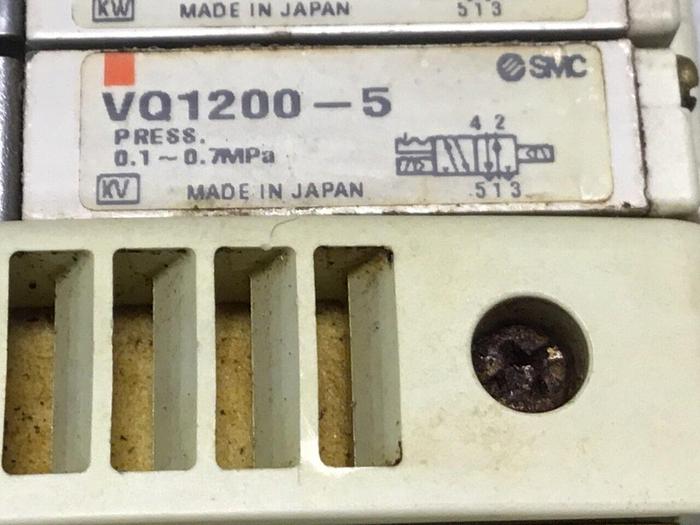 KW MADE IN JAPAN 513
SMC
VQ1200-5
PRESS.
0.1~0.7MPa
4 2
KV MADE IN JAPAN 513